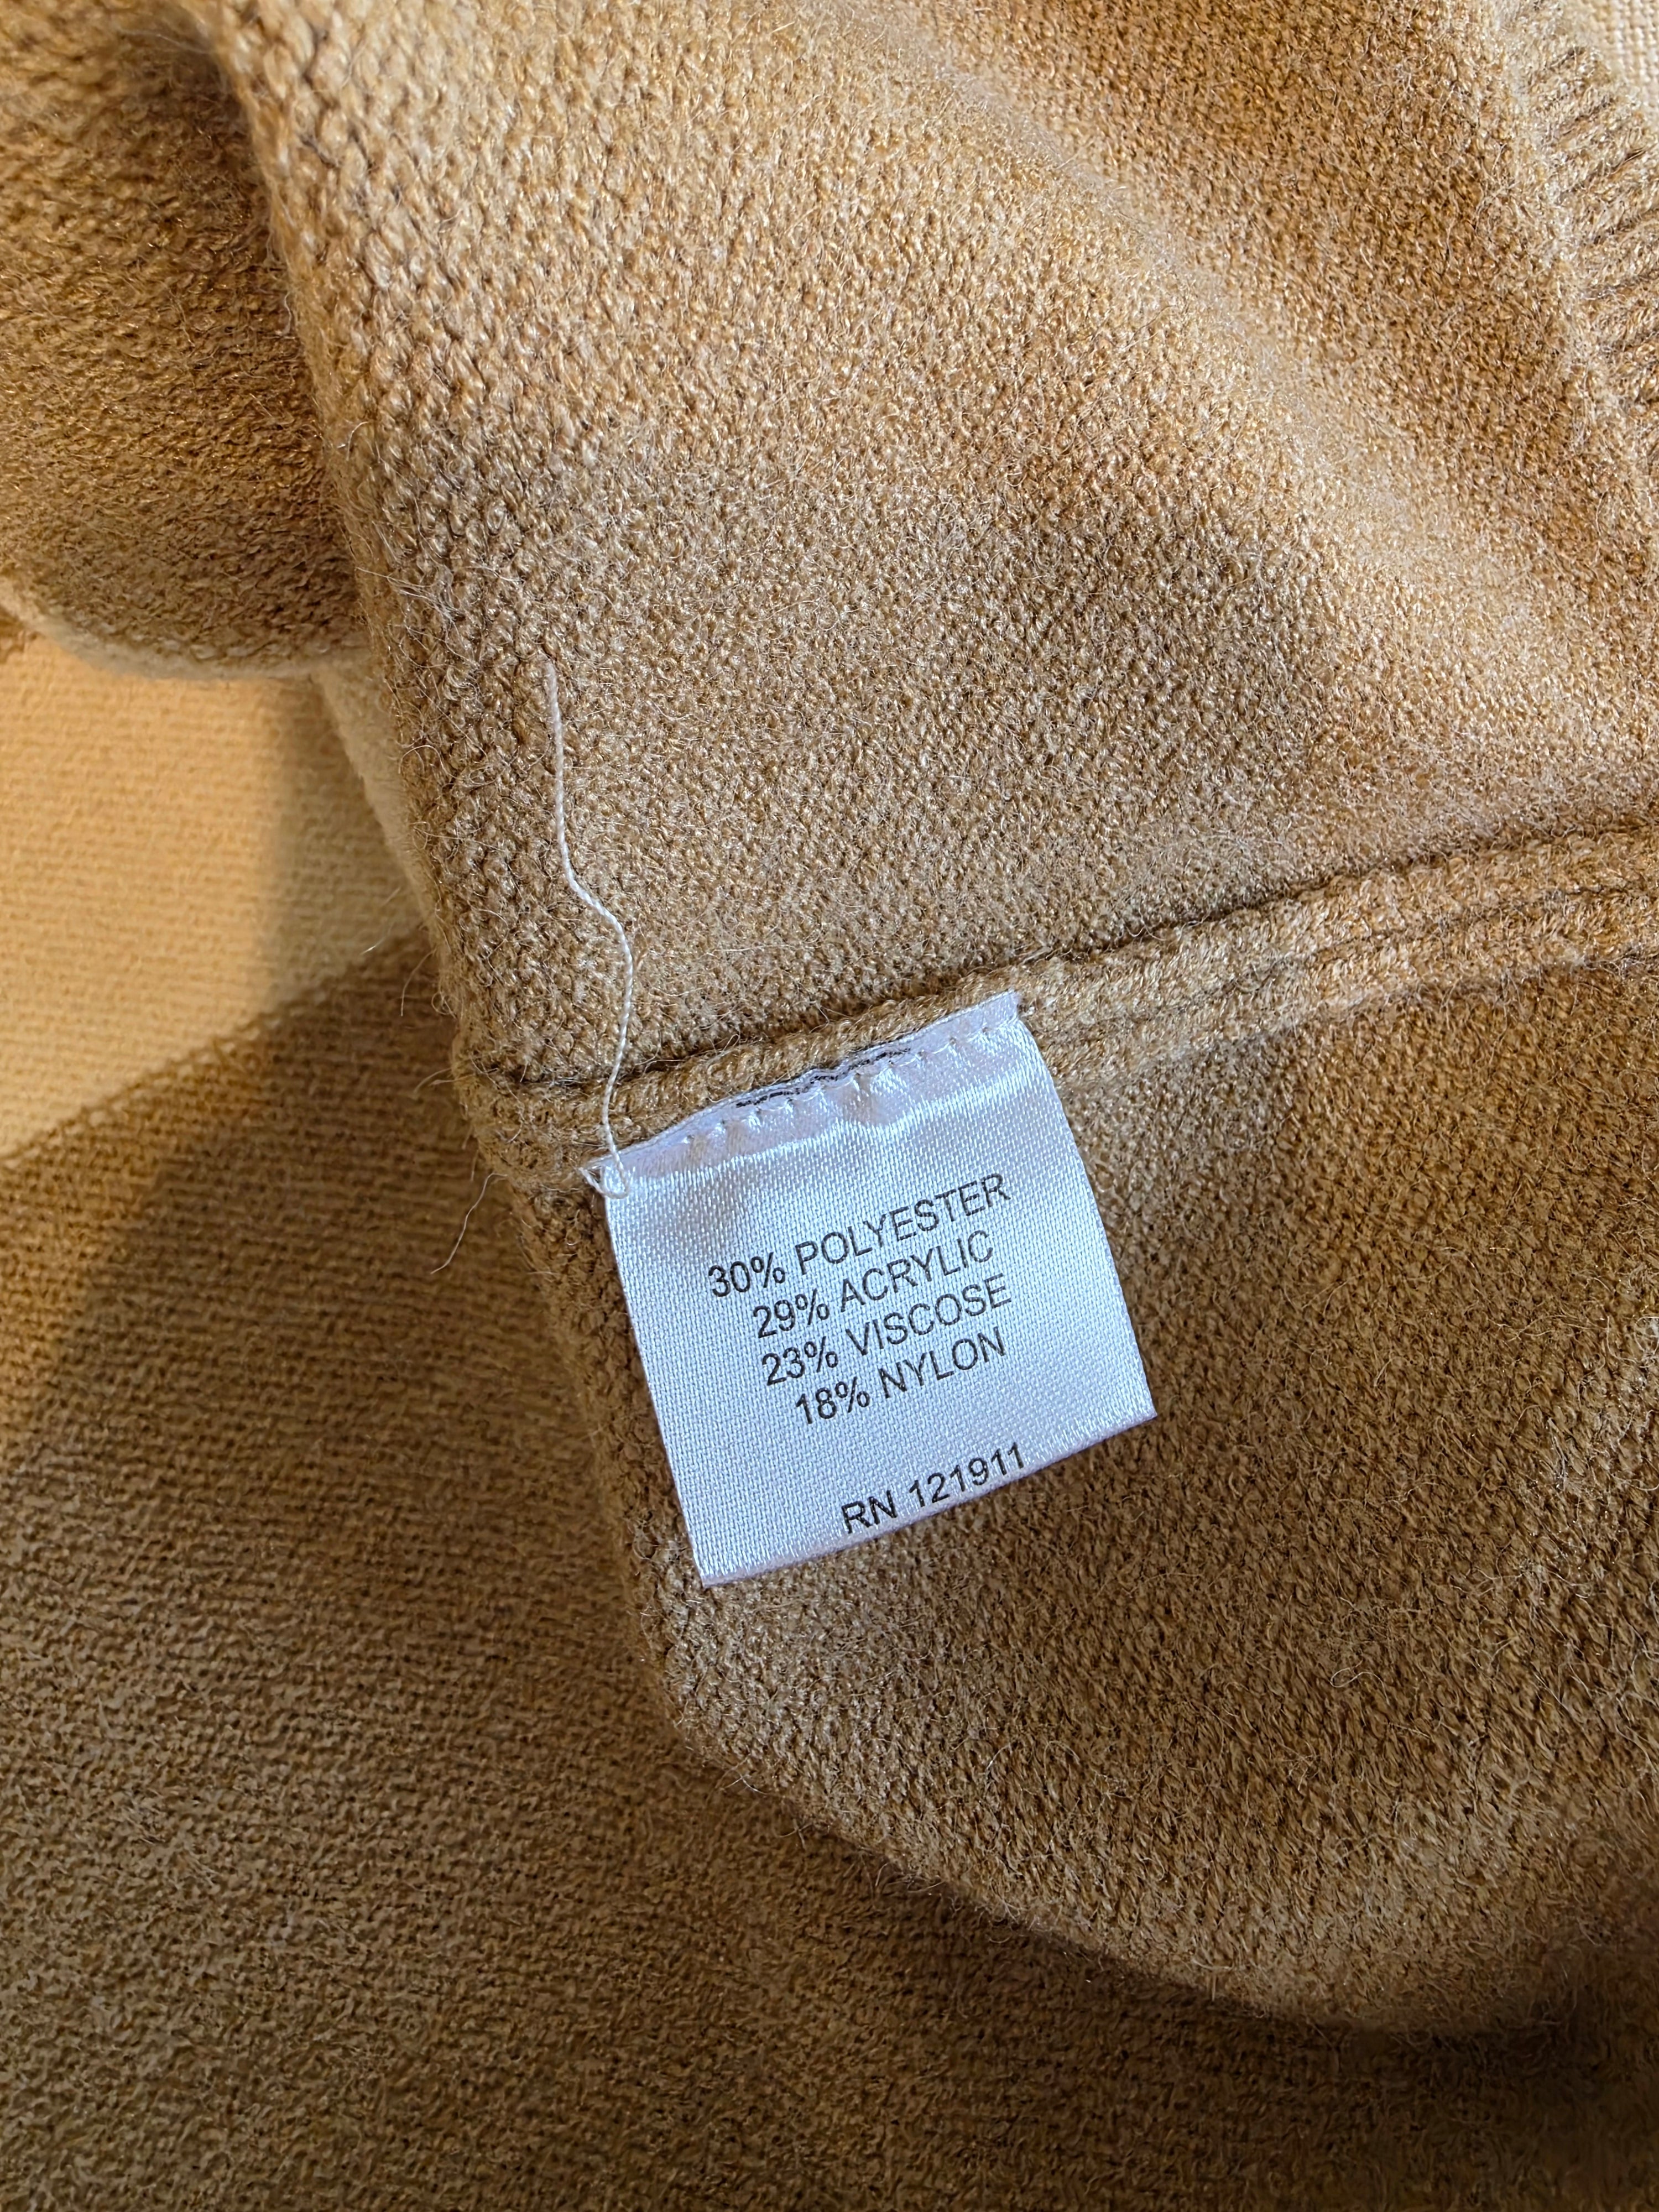 30% POLYESTER
29% ACRYLIC
23% VISCOSE
18% NYLON
RN 121911